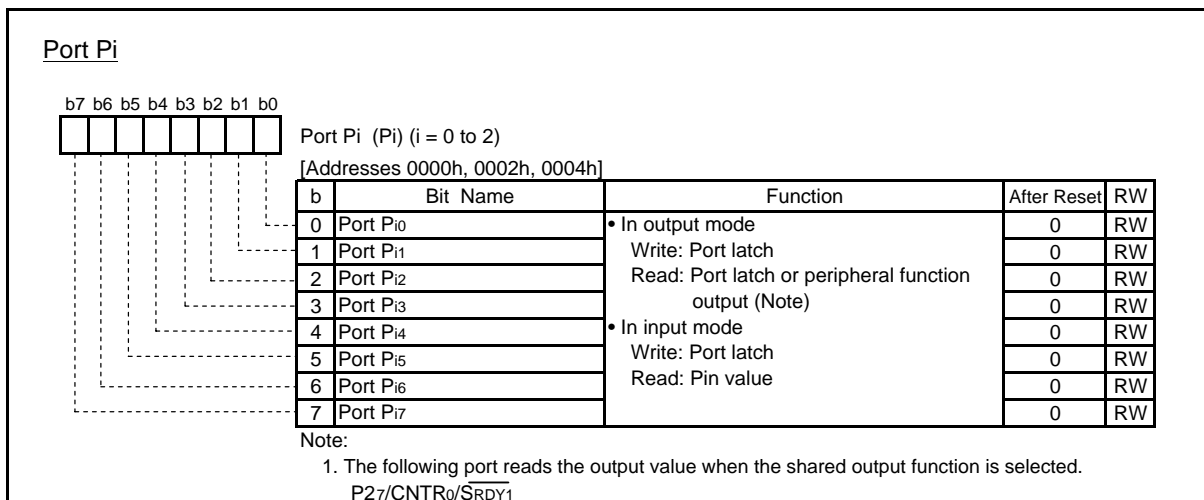 Port Pi
b7 b6 b5 b4 b3 b2 b1 b0
Port Pi (Pi) (i = 0 to 2)
[Addresses 0000h, 0002h, 0004h]
b Bit Name Function After Reset RW
0 Port Pi0 • In output mode 0 RW
1 Port Pi1 Write: Port latch 0 RW
2 Port Pi2 Read: Port latch or peripheral function 0 RW
3 Port Pi3 output (Note) 0 RW
4 Port Pi4 • In input mode 0 RW
5 Port Pi5 Write: Port latch 0 RW
6 Port Pi6 Read: Pin value 0 RW
7 Port Pi7 0 RW
Note:
1. The following port reads the output value when the shared output function is selected.
P27/CNTR0/S̅R̅D̅Y̅1̅